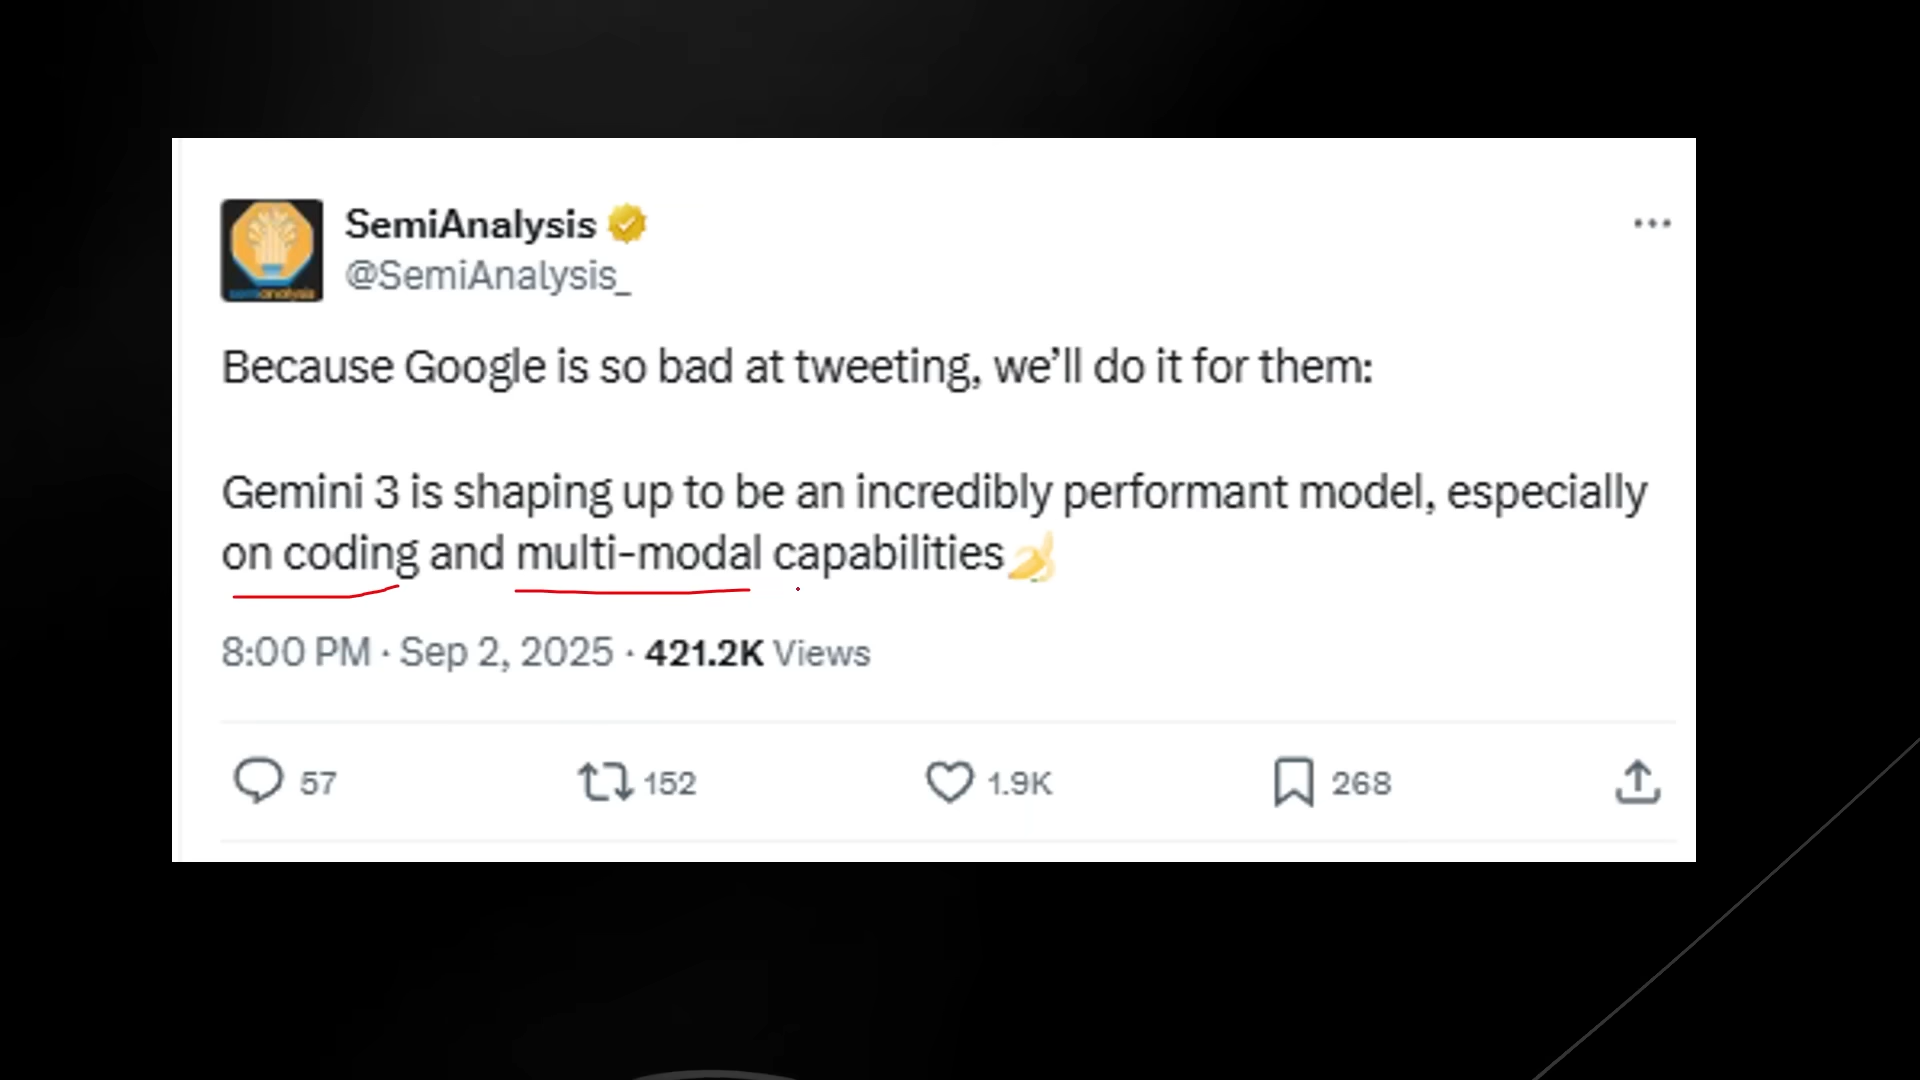 SemiAnalysis
@SemiAnalysis_
Because Google is so bad at tweeting, we’ll do it for them:
Gemini 3 is shaping up to be an incredibly performant model, especially
on coding and multi-modal capabilities🍌
8:00 PM · Sep 2, 2025 · 421.2K Views
57 152 1.9K 268